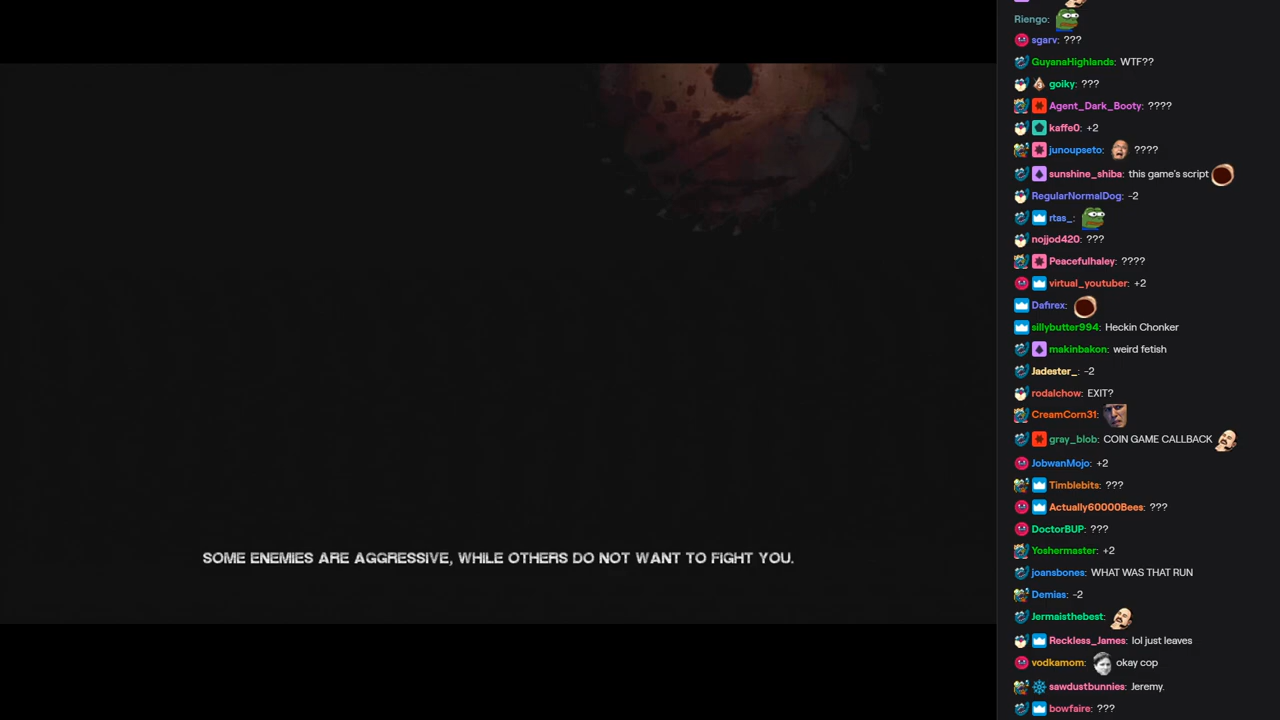 SOME ENEMIES ARE AGGRESSIVE, WHILE OTHERS DO NOT WANT TO FIGHT YOU.
Riengo:
sgarv: ???
GuyanaHighlands: WTF??
goiky: ???
Agent_Dark_Booty: ????
kaffe0: +2
junoupseto: ????
sunshine_shiba: this game's script
RegularNormalDog: -2
rtas_:
nojjod420: ???
Peacefulhaley: ????
virtual_youtuber: +2
Dafirex:
sillybutter994: Heckin Chonker
makinbakon: weird fetish
Jadester_: -2
rodalchow: EXIT?
CreamCorn31:
gray_blob: COIN GAME CALLBACK
JobwanMojo: +2
Timblebits: ???
Actually60000Bees: ???
DoctorBUP: ???
Yoshermaster: +2
joansbones: WHAT WAS THAT RUN
Demias: -2
Jermaisthebest:
Reckless_James: lol just leaves
vodkamom: okay cop
sawdustbunnies: Jeremy.
bowfaire: ???